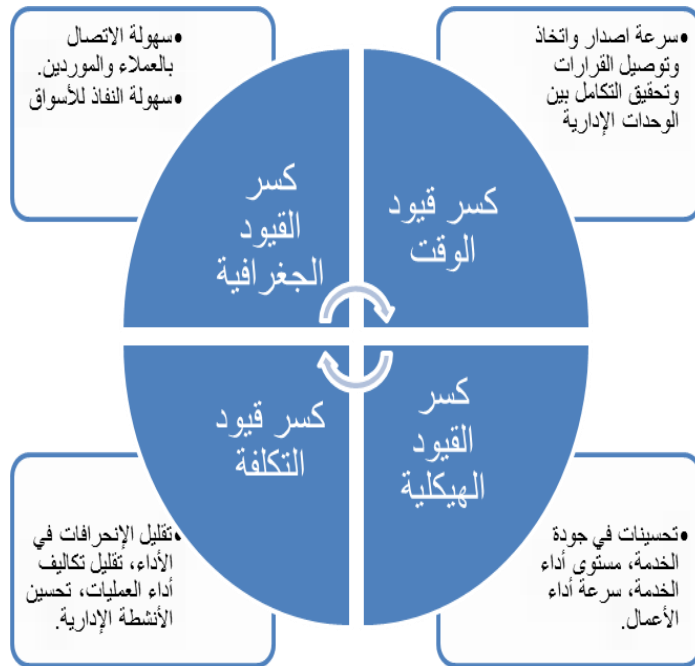 •سرعة اصدار واتخاذ
وتوصيل القرارات
وتحقيق التكامل بين
الوحدات الإدارية
•سهولة الاتصال
بالعملاء والموردين.
•سهولة النفاذ للأسواق
كسر قيود
الوقت
كسر
القيود
الجغرافية
كسر
القيود
الهيكلية
كسر قيود
التكلفة
•تحسينات في جودة
الخدمة، مستوى أداء
الخدمة، سرعة أداء
الأعمال.
•تقليل الإنحرافات في
الأداء، تقليل تكاليف
أداء العمليات، تحسين
الأنشطة الإدارية.